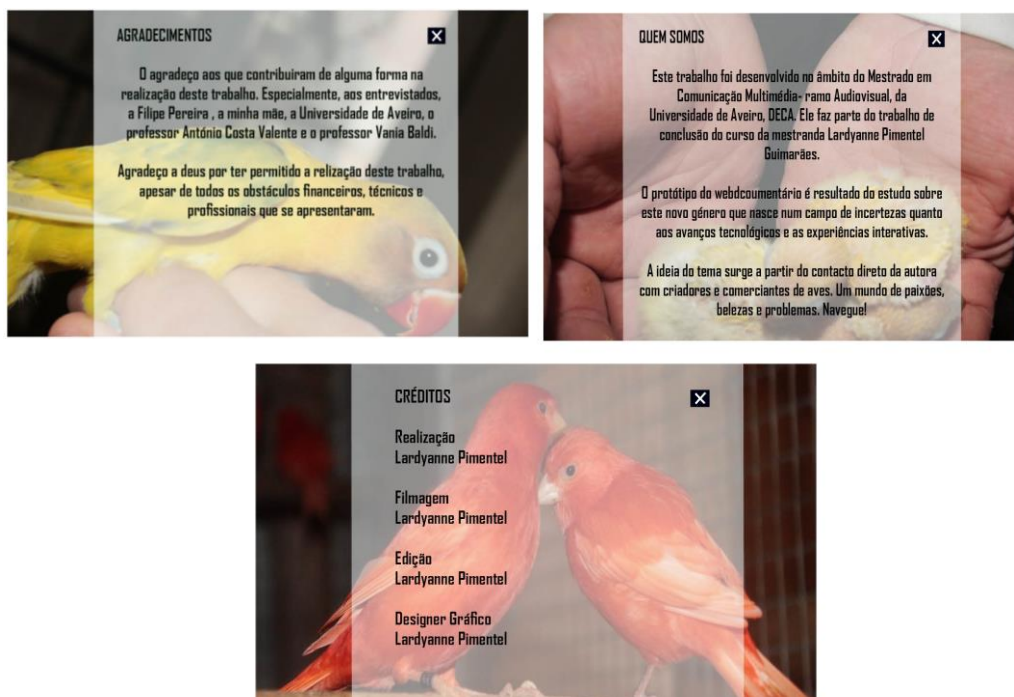 AGRADECIMENTOS
O agradeço aos que contribuiram de alguma forma na
realização deste trabalho. Especialmente, aos entrevistados,
a Filipe Pereira , a minha mãe, a Universidade de Aveiro, o
professor António Costa Valente e o professor Vania Baldi.
Agradeço a deus por ter permitido a relização deste trabalho,
apesar de todos os obstáculos financeiros, técnicos e
profissionais que se apresentaram.
QUEM SOMOS
Este trabalho foi desenvolvido no âmbito do Mestrado em
Comunicação Multimédia- ramo Audiovisual, da
Universidade de Aveiro, DECA. Ele faz parte do trabalho de
conclusão do curso da mestranda Lardyanne Pimentel
Guimarães.
O protótipo do webdcoumentário é resultado do estudo sobre
este novo género que nasce num campo de incertezas quanto
aos avanços tecnológicos e as experiências interativas.
A ideia do tema surge a partir do contacto direto da autora
com criadores e comerciantes de aves. Um mundo de paixões,
belezas e problemas. Navegue!
CRÉDITOS
Realização
Lardyanne Pimentel
Filmagem
Lardyanne Pimentel
Edição
Lardyanne Pimentel
Designer Gráfico
Lardyanne Pimentel